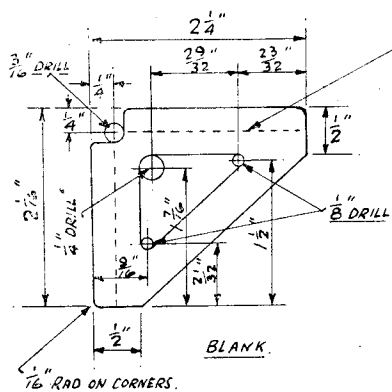 2 1/4"
3/16" DRILL
29/32"
23/32"
1/4"
1/4"
1/2"
2 1/16"
1/4" DRILL
1 7/16"
1 1/2"
1/8" DRILL
9/16"
21/32"
1/2"
BLANK.
1/16" RAD ON CORNERS.